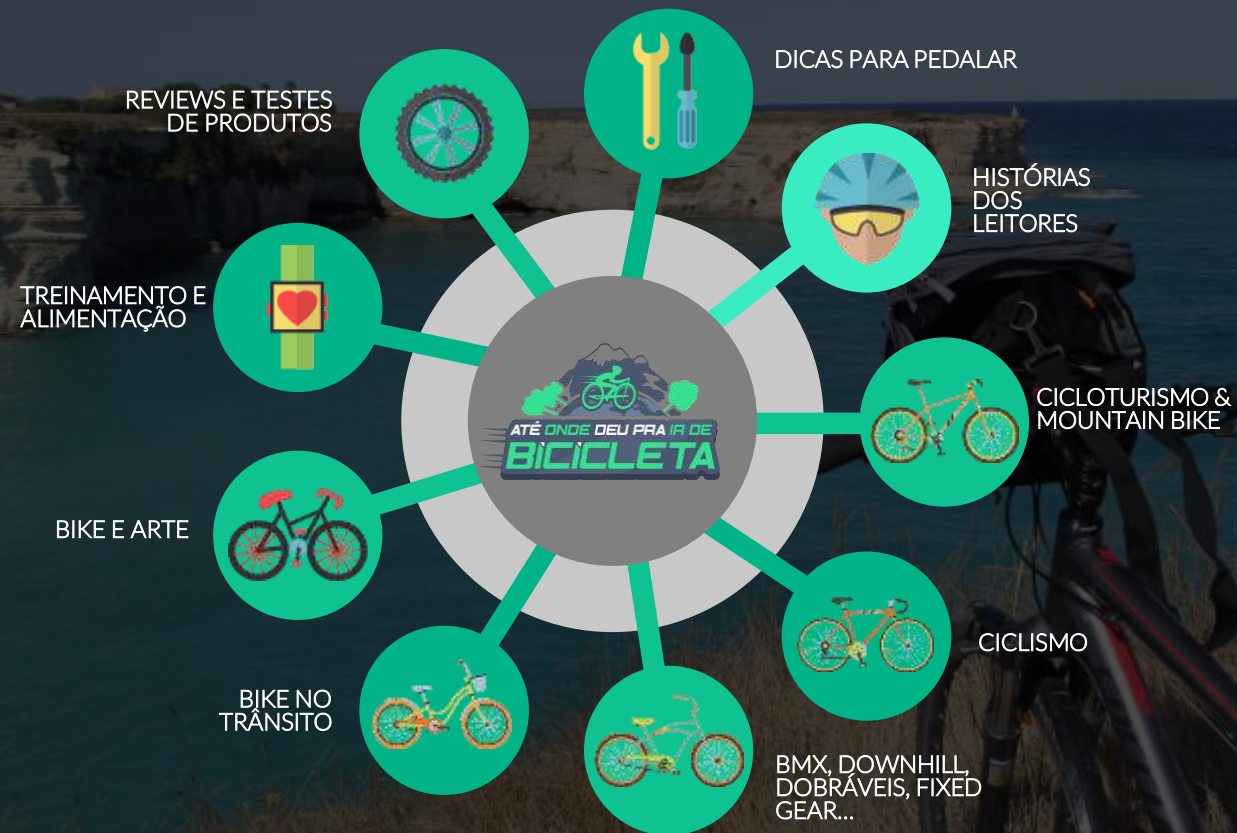 DICAS PARA PEDALAR
REVIEWS E TESTES
DE PRODUTOS
HISTÓRIAS
DOS
LEITORES
TREINAMENTO E
ALIMENTAÇÃO
CICLOTURISMO &
MOUNTAIN BIKE
ATÉ ONDE DEU PRA IR DE
BICICLETA
BIKE E ARTE
CICLISMO
BIKE NO
TRÂNSITO
BMX, DOWNHILL,
DOBRÁVEIS, FIXED
GEAR...